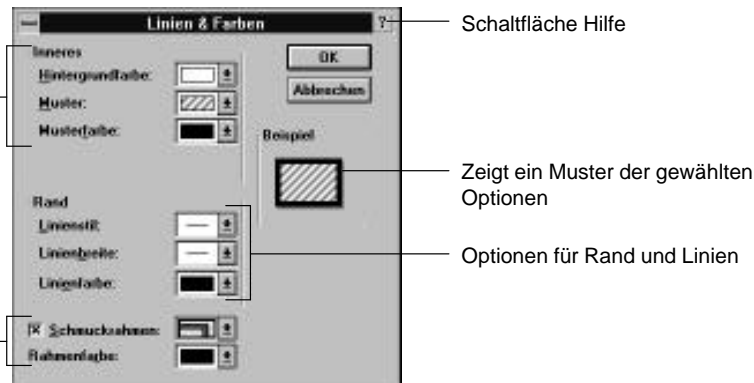 Linien & Farben ?
Schaltfläche Hilfe
Inneres
Hintergrundfarbe:
Muster:
Musterfarbe:
OK
Abbrechen
Beispiel
Zeigt ein Muster der gewählten
Optionen
Rand
Linienstil:
Linienbreite:
Linienfarbe:
Optionen für Rand und Linien
Schmuckrahmen:
Rahmenfarbe: